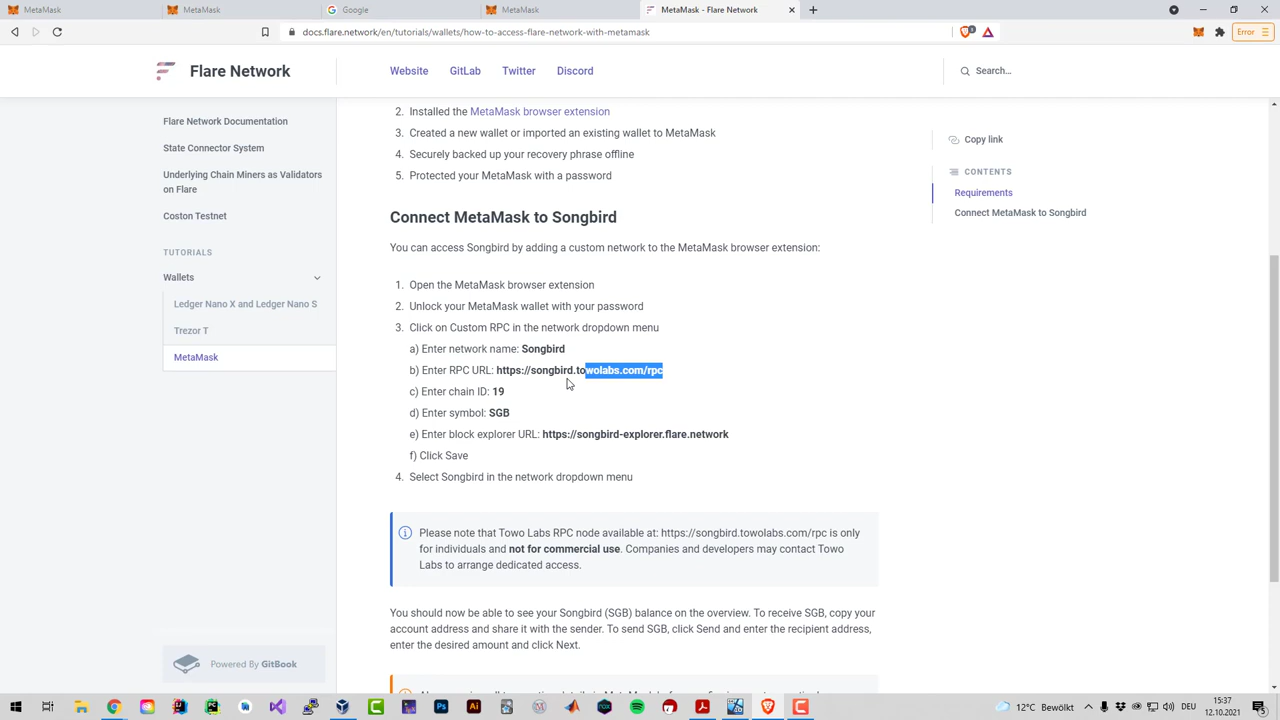 MetaMask
MetaMask
Google
MetaMask
MetaMask - Flare Network
docs.flare.network/en/tutorials/wallets/how-to-access-flare-network-with-metamask
Error
Flare Network
Website
GitLab
Twitter
Discord
Search…
Flare Network Documentation
State Connector System
Underlying Chain Miners as Validators
on Flare
Coston Testnet
TUTORIALS
Wallets
Ledger Nano X and Ledger Nano S
Trezor T
MetaMask
Powered By GitBook
2. Installed the MetaMask browser extension
3. Created a new wallet or imported an existing wallet to MetaMask
4. Securely backed up your recovery phrase offline
5. Protected your MetaMask with a password
Connect MetaMask to Songbird
You can access Songbird by adding a custom network to the MetaMask browser extension:
1. Open the MetaMask browser extension
2. Unlock your MetaMask wallet with your password
3. Click on Custom RPC in the network dropdown menu
a) Enter network name: Songbird
b) Enter RPC URL: https://songbird.towolabs.com/rpc
c) Enter chain ID: 19
d) Enter symbol: SGB
e) Enter block explorer URL: https://songbird-explorer.flare.network
f) Click Save
4. Select Songbird in the network dropdown menu
Please note that Towo Labs RPC node available at: https://songbird.towolabs.com/rpc is only
for individuals and not for commercial use. Companies and developers may contact Towo
Labs to arrange dedicated access.
You should now be able to see your Songbird (SGB) balance on the overview. To receive SGB, copy your
account address and share it with the sender. To send SGB, click Send and enter the recipient address,
enter the desired amount and click Next.
Copy link
CONTENTS
Requirements
Connect MetaMask to Songbird
12°C Bewölkt
DEU
15:37
12.10.2021